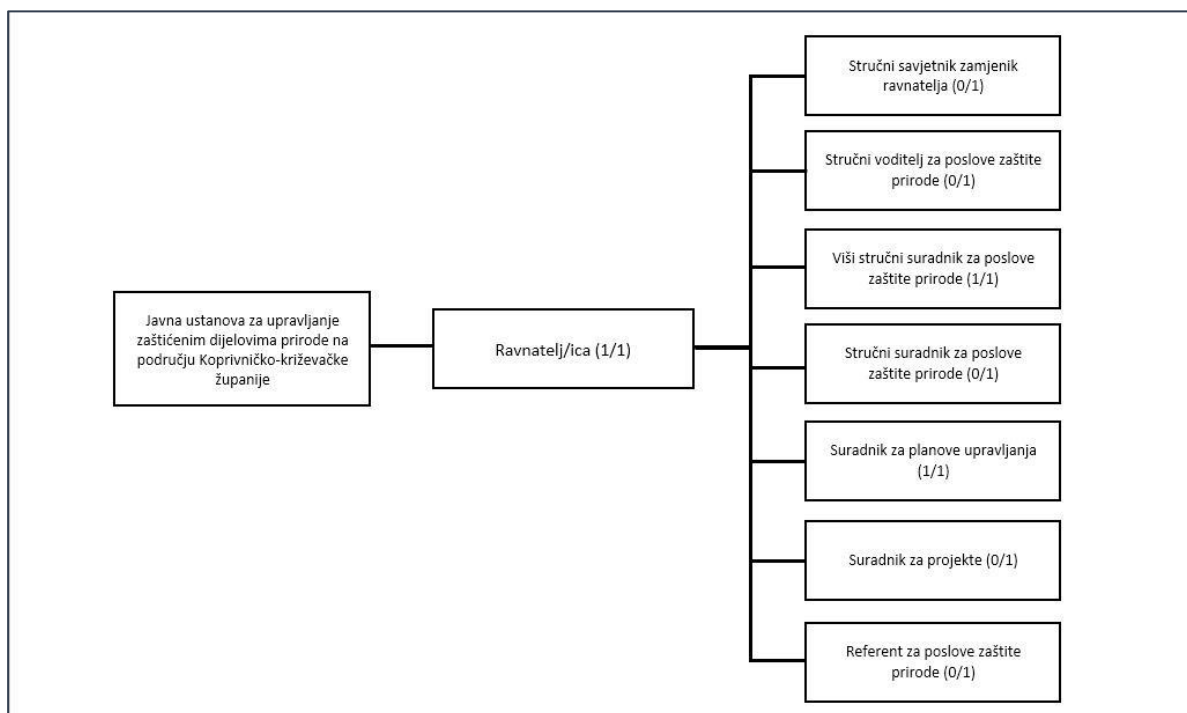 Javna ustanova za upravljanje
zaštićenim dijelovima prirode na
području Koprivničko-križevačke
županije
Ravnatelj/ica (1/1)
Stručni savjetnik zamjenik
ravnatelja (0/1)
Stručni voditelj za poslove zaštite
prirode (0/1)
Viši stručni suradnik za poslove
zaštite prirode (1/1)
Stručni suradnik za poslove
zaštite prirode (0/1)
Suradnik za planove upravljanja
(1/1)
Suradnik za projekte (0/1)
Referent za poslove zaštite
prirode (0/1)